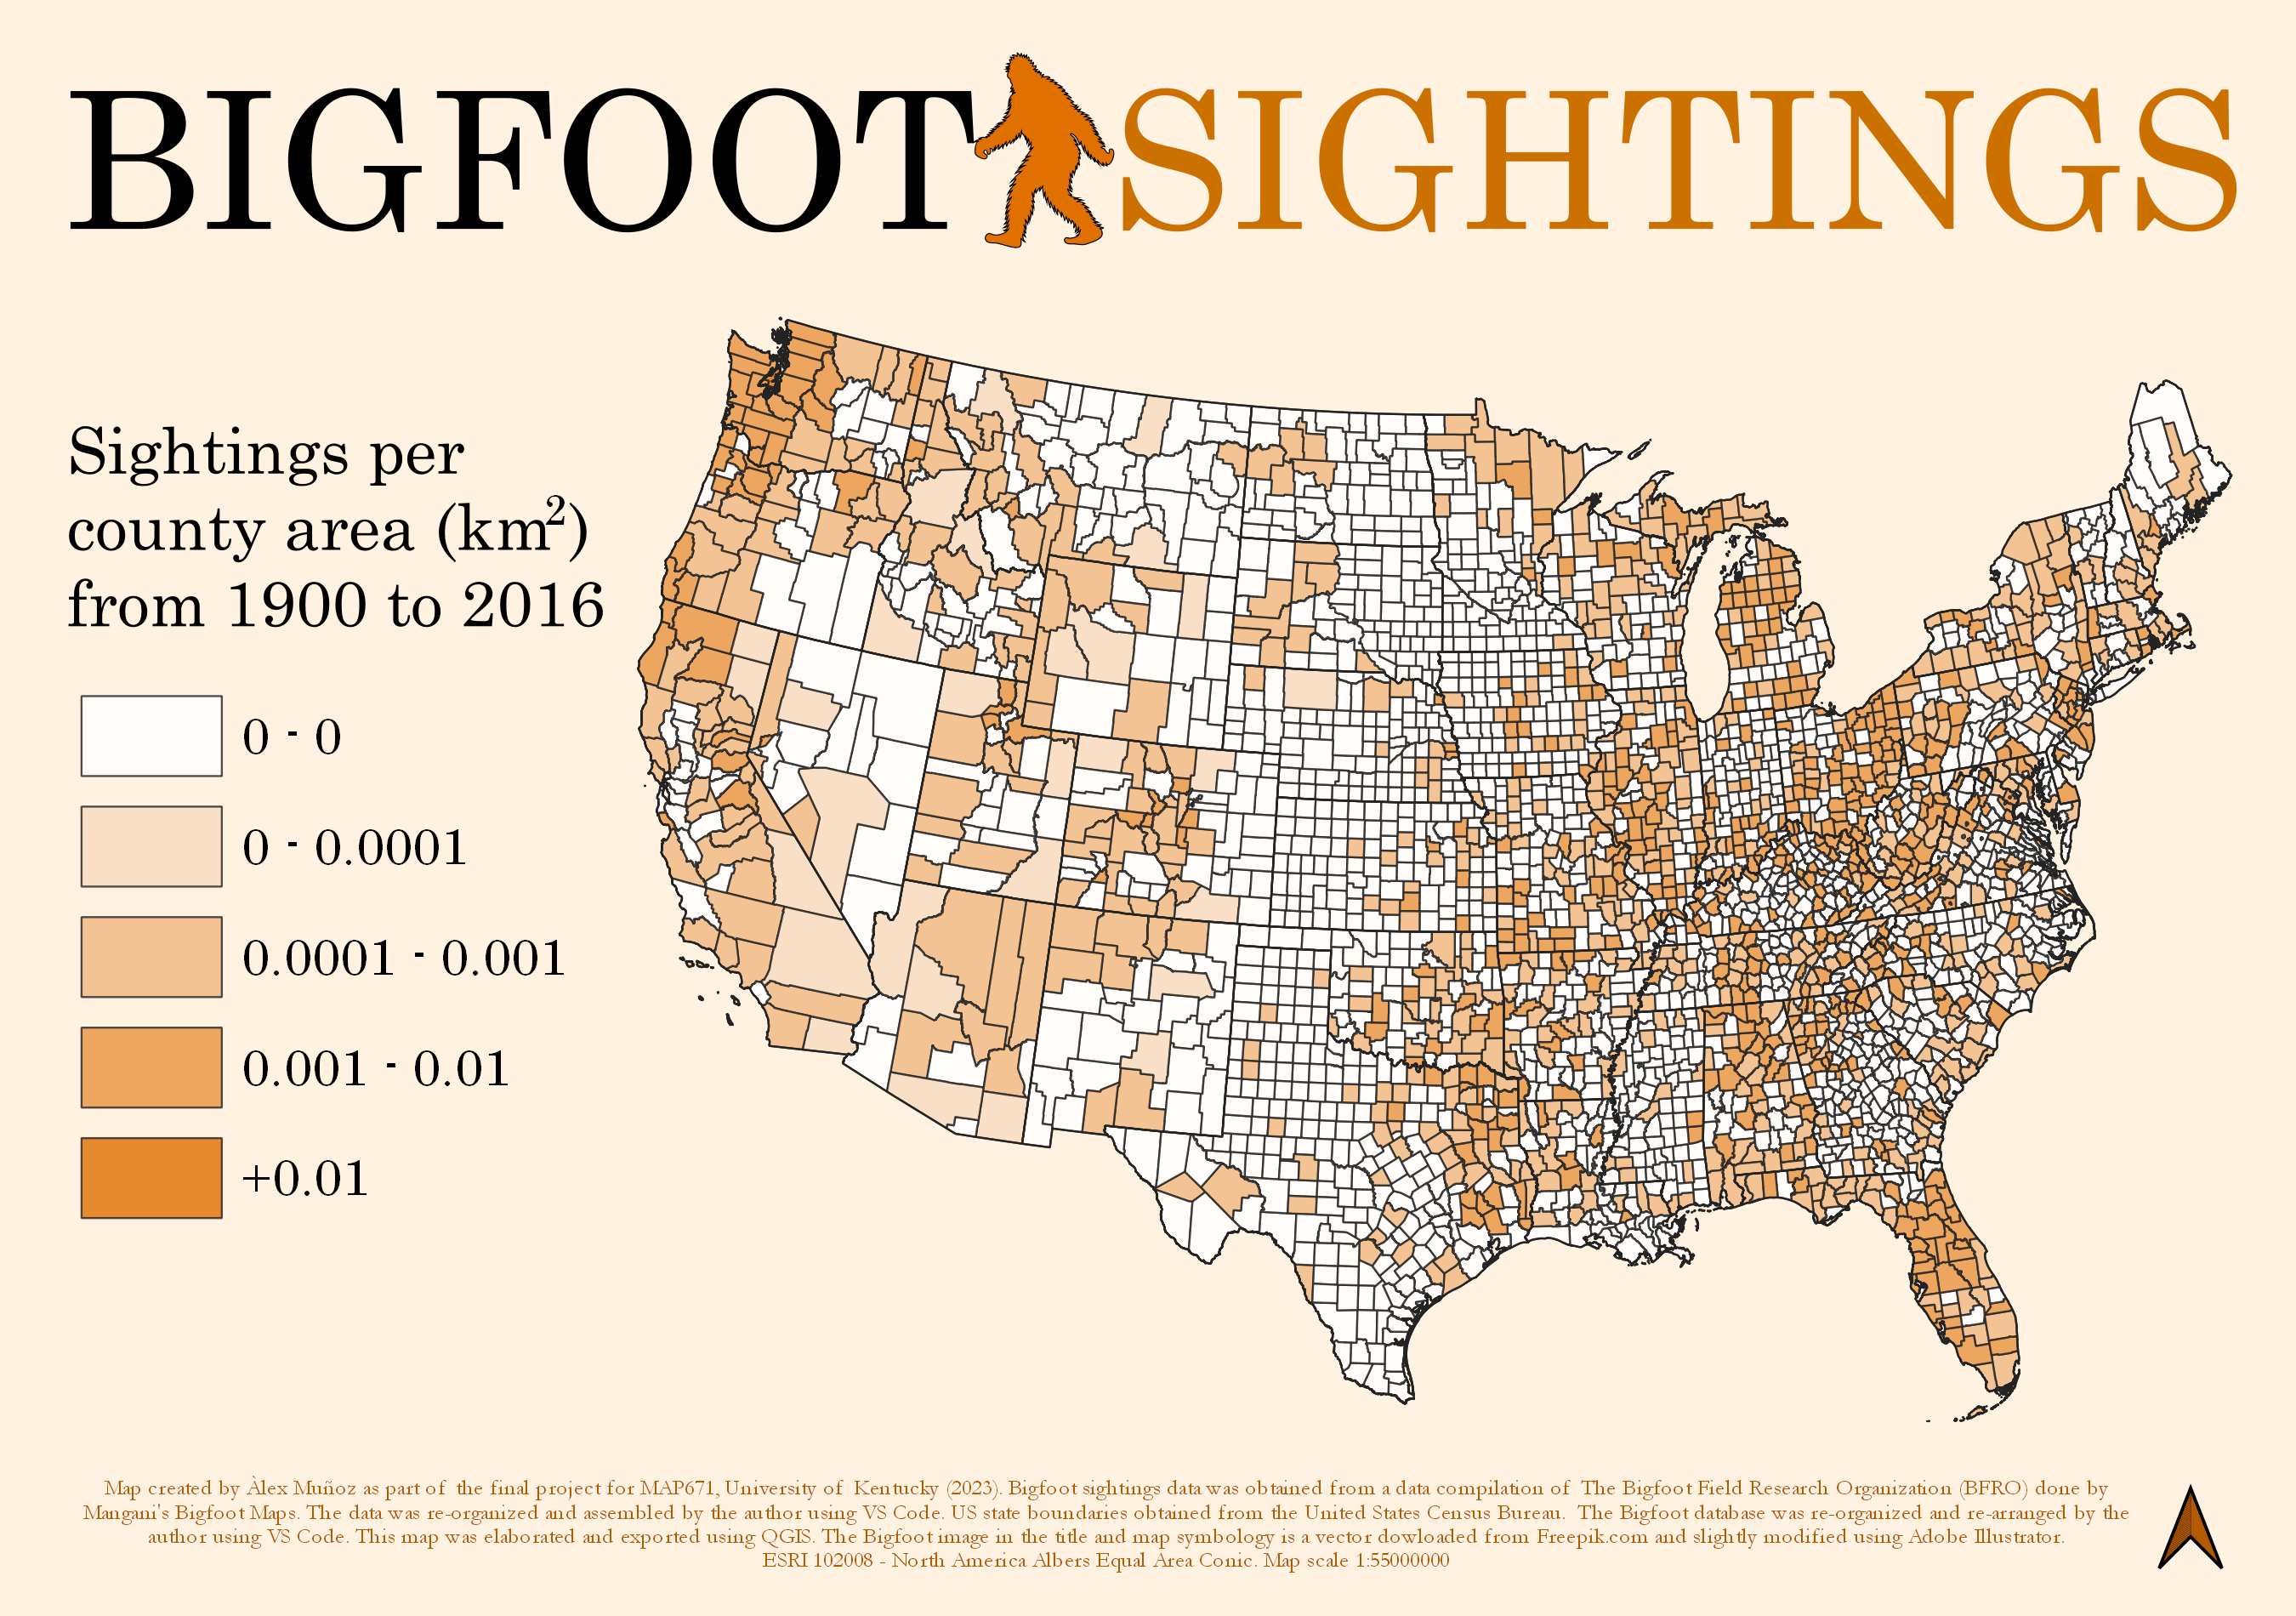 BIGFOOT SIGHTINGS
Sightings per
county area (km²)
from 1900 to 2016
0 - 0
0 - 0.0001
0.0001 - 0.001
0.001 - 0.01
+0.01
Map created by Àlex Muñoz as part of the final project for MAP671, University of Kentucky (2023). Bigfoot sightings data was obtained from a data compilation of The Bigfoot Field Research Organization (BFRO) done by
Mangani's Bigfoot Maps. The data was re-organized and assembled by the author using VS Code. US state boundaries obtained from the United States Census Bureau. The Bigfoot database was re-organized and re-arranged by the
author using VS Code. This map was elaborated and exported using QGIS. The Bigfoot image in the title and map symbology is a vector dowloaded from Freepik.com and slightly modified using Adobe Illustrator.
ESRI 102008 - North America Albers Equal Area Conic. Map scale 1:55000000